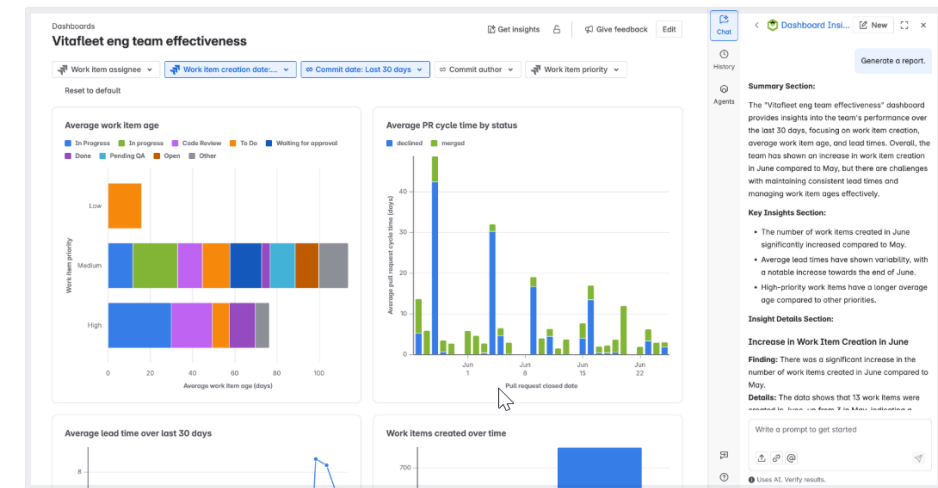 Dashboards
Vitafleet eng team effectiveness
Get insights
Give feedback
Edit
Work item assignee
Work item creation date:...
Commit date: Last 30 days
Commit author
Work item priority
Reset to default
Average work item age
In Progress
In progress
Code Review
To Do
Waiting for approval
Done
Pending QA
Open
Other
Work item priority
Low
Medium
High
0 20 40 60 80 100
Average work item age (days)
Average PR cycle time by status
declined
merged
Average pull request cycle time (days)
40
30
20
10
0
Jun 1
Jun 8
Jun 15
Jun 22
Pull request closed date
Average lead time over last 30 days
8
Work items created over time
700
Chat
History
Agents
Dashboard Insi...
New
Generate a report.
Summary Section:
The "Vitafleet eng team effectiveness" dashboard
provides insights into the team's performance over
the last 30 days, focusing on work item creation,
average work item age, and lead times. Overall, the
team has shown an increase in work item creation
in June compared to May, but there are challenges
with maintaining consistent lead times and
managing work item ages effectively.
Key Insights Section:
• The number of work items created in June
significantly increased compared to May.
• Average lead times have shown variability, with
a notable increase towards the end of June.
• High-priority work items have a longer average
age compared to other priorities.
Insight Details Section:
Increase in Work Item Creation in June
Finding: There was a significant increase in the
number of work items created in June compared to
May.
Details: The data shows that 13 work items were
created in June, up from 7 in May, indicating a
Write a prompt to get started
Uses AI. Verify results.